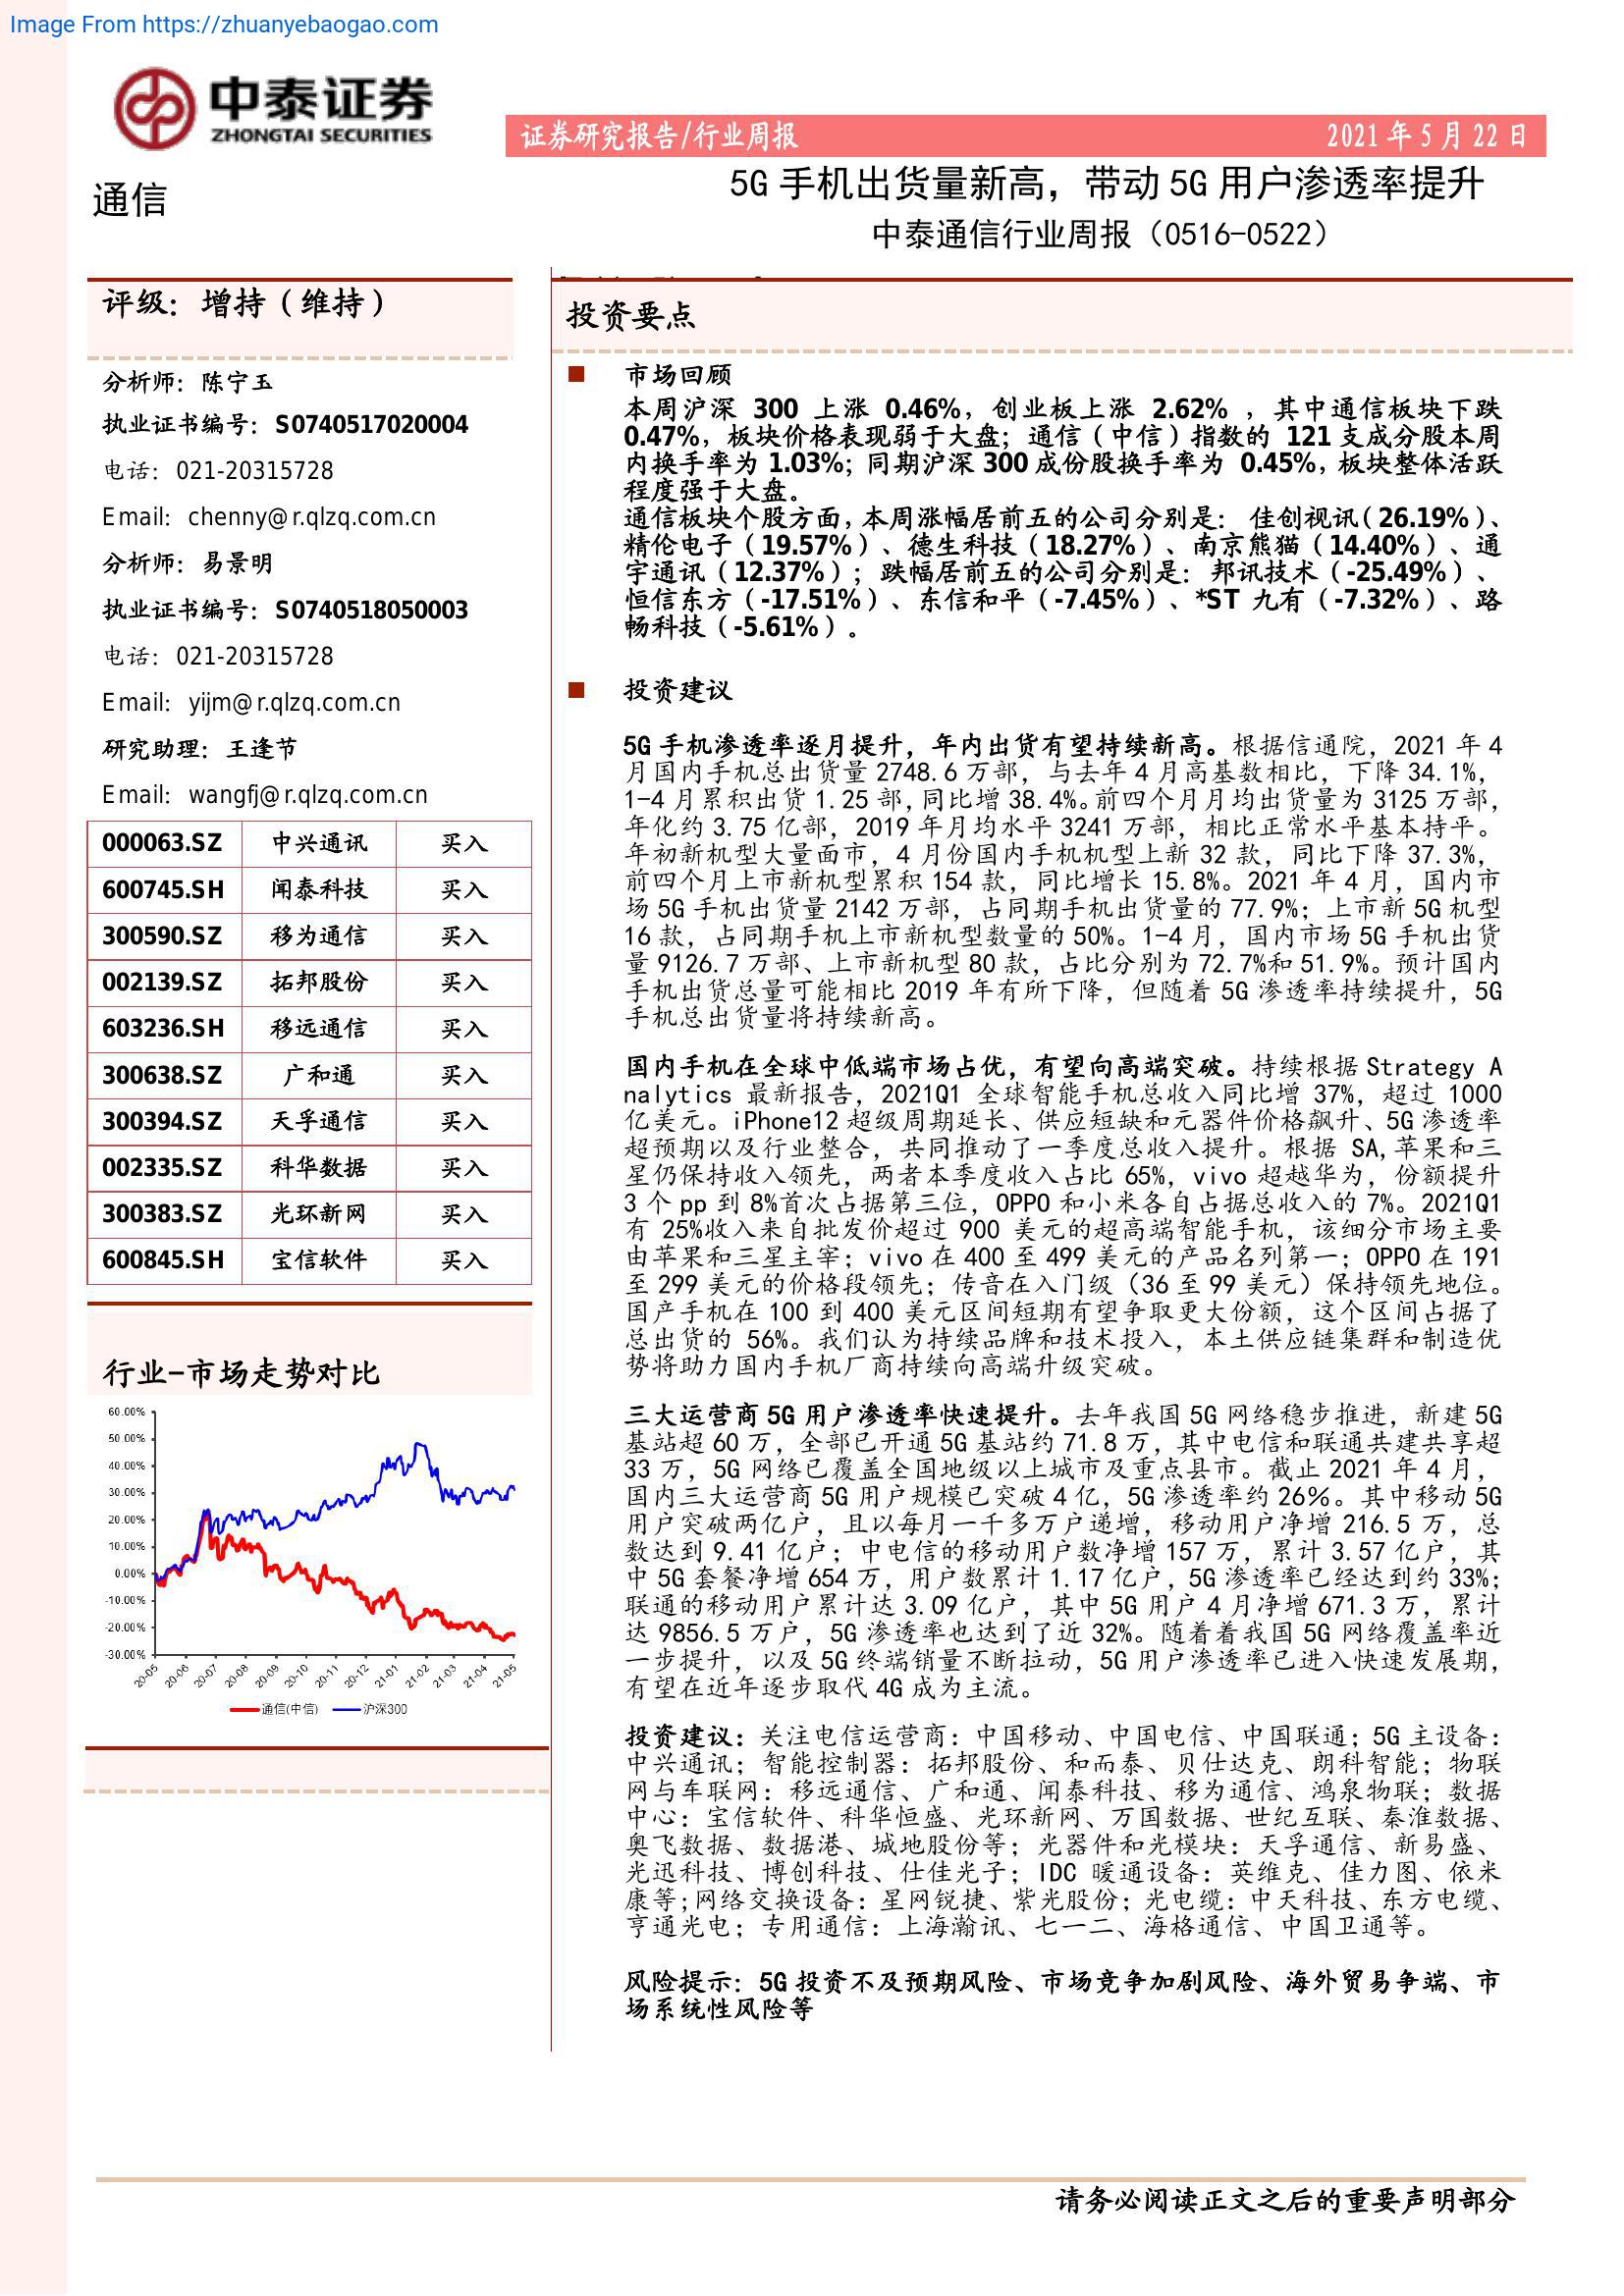 Image From https://zhuanyebaogao.com
中泰证券
ZHONGTAI SECURITIES
证券研究报告/行业周报
2021 年 5 月 22 日
通信
5G 手机出货量新高，带动 5G 用户渗透率提升
中泰通信行业周报（0516-0522）
评级：增持（维持）
分析师：陈宁玉
执业证书编号：S0740517020004
电话：021-20315728
Email：chenny@r.qlzq.com.cn
分析师：易景明
执业证书编号：S0740518050003
电话：021-20315728
Email：yijm@r.qlzq.com.cn
研究助理：王逢节
Email：wangfj@r.qlzq.com.cn
000063.SZ 中兴通讯 买入
600745.SH 闻泰科技 买入
300590.SZ 移为通信 买入
002139.SZ 拓邦股份 买入
603236.SH 移远通信 买入
300638.SZ 广和通 买入
300394.SZ 天孚通信 买入
002335.SZ 科华数据 买入
300383.SZ 光环新网 买入
600845.SH 宝信软件 买入
行业-市场走势对比
60.00%
50.00%
40.00%
30.00%
20.00%
10.00%
0.00%
-10.00%
-20.00%
-30.00%
20-05 20-06 20-07 20-08 20-09 20-10 20-11 20-12 21-01 21-02 21-03 21-04 21-05
通信(中信) 沪深300
投资要点
市场回顾
本周沪深 300 上涨 0.46%，创业板上涨 2.62% ，其中通信板块下跌
0.47%，板块价格表现弱于大盘；通信（中信）指数的 121 支成分股本周
内换手率为 1.03%；同期沪深 300 成份股换手率为 0.45%，板块整体活跃
程度强于大盘。
通信板块个股方面，本周涨幅居前五的公司分别是： 佳创视讯（26.19%）、
精伦电子（19.57%）、德生科技（18.27%）、南京熊猫（14.40%）、通
宇通讯（12.37%）；跌幅居前五的公司分别是：邦讯技术（-25.49%）、
恒信东方（-17.51%）、东信和平（-7.45%）、*ST 九有（-7.32%）、路
畅科技（-5.61%）。
投资建议
5G 手机渗透率逐月提升，年内出货有望持续新高。根据信通院，2021 年 4
月国内手机总出货量 2748.6 万部，与去年 4 月高基数相比，下降 34.1%，
1-4 月累积出货 1.25 部，同比增 38.4%。前四个月月均出货量为 3125 万部，
年化约 3.75 亿部，2019 年月均水平 3241 万部，相比正常水平基本持平。
年初新机型大量面市，4 月份国内手机机型上新 32 款，同比下降 37.3%，
前四个月上市新机型累积 154 款，同比增长 15.8%。2021 年 4 月，国内市
场 5G 手机出货量 2142 万部，占同期手机出货量的 77.9%；上市新 5G 机型
16 款，占同期手机上市新机型数量的 50%。1-4 月，国内市场 5G 手机出货
量 9126.7 万部、上市新机型 80 款，占比分别为 72.7%和 51.9%。预计国内
手机出货总量可能相比 2019 年有所下降，但随着 5G 渗透率持续提升，5G
手机总出货量将持续新高。
国内手机在全球中低端市场占优，有望向高端突破。持续根据 Strategy A
nalytics 最新报告，2021Q1 全球智能手机总收入同比增 37%，超过 1000
亿美元。iPhone12 超级周期延长、供应短缺和元器件价格飙升、5G 渗透率
超预期以及行业整合，共同推动了一季度总收入提升。根据 SA,苹果和三
星仍保持收入领先，两者本季度收入占比 65%，vivo 超越华为，份额提升
3 个 pp 到 8%首次占据第三位，OPPO 和小米各自占据总收入的 7%。2021Q1
有 25%收入来自批发价超过 900 美元的超高端智能手机，该细分市场主要
由苹果和三星主宰；vivo 在 400 至 499 美元的产品名列第一；OPPO 在 191
至 299 美元的价格段领先；传音在入门级（36 至 99 美元）保持领先地位。
国产手机在 100 到 400 美元区间短期有望争取更大份额，这个区间占据了
总出货的 56%。我们认为持续品牌和技术投入，本土供应链集群和制造优
势将助力国内手机厂商持续向高端升级突破。
三大运营商 5G 用户渗透率快速提升。去年我国 5G 网络稳步推进，新建 5G
基站超 60 万，全部已开通 5G 基站约 71.8 万，其中电信和联通共建共享超
33 万，5G 网络已覆盖全国地级以上城市及重点县市。截止 2021 年 4 月，
国内三大运营商 5G 用户规模已突破 4 亿，5G 渗透率约 26%。其中移动 5G
用户突破两亿户，且以每月一千多万户递增，移动用户净增 216.5 万，总
数达到 9.41 亿户；中电信的移动用户数净增 157 万，累计 3.57 亿户，其
中 5G 套餐净增 654 万，用户数累计 1.17 亿户，5G 渗透率已经达到约 33%；
联通的移动用户累计达 3.09 亿户，其中 5G 用户 4 月净增 671.3 万，累计
达 9856.5 万户，5G 渗透率也达到了近 32%。随着着我国 5G 网络覆盖率近
一步提升，以及 5G 终端销量不断拉动，5G 用户渗透率已进入快速发展期，
有望在近年逐步取代 4G 成为主流。
投资建议：关注电信运营商：中国移动、中国电信、中国联通；5G 主设备：
中兴通讯；智能控制器：拓邦股份、和而泰、贝仕达克、朗科智能；物联
网与车联网：移远通信、广和通、闻泰科技、移为通信、鸿泉物联；数据
中心：宝信软件、科华恒盛、光环新网、万国数据、世纪互联、秦淮数据、
奥飞数据、数据港、城地股份等；光器件和光模块：天孚通信、新易盛、
光迅科技、博创科技、仕佳光子；IDC 暖通设备：英维克、佳力图、依米
康等；网络交换设备：星网锐捷、紫光股份；光电缆：中天科技、东方电缆、
亨通光电；专用通信：上海瀚讯、七一二、海格通信、中国卫通等。
风险提示：5G 投资不及预期风险、市场竞争加剧风险、海外贸易争端、市
场系统性风险等
请务必阅读正文之后的重要声明部分